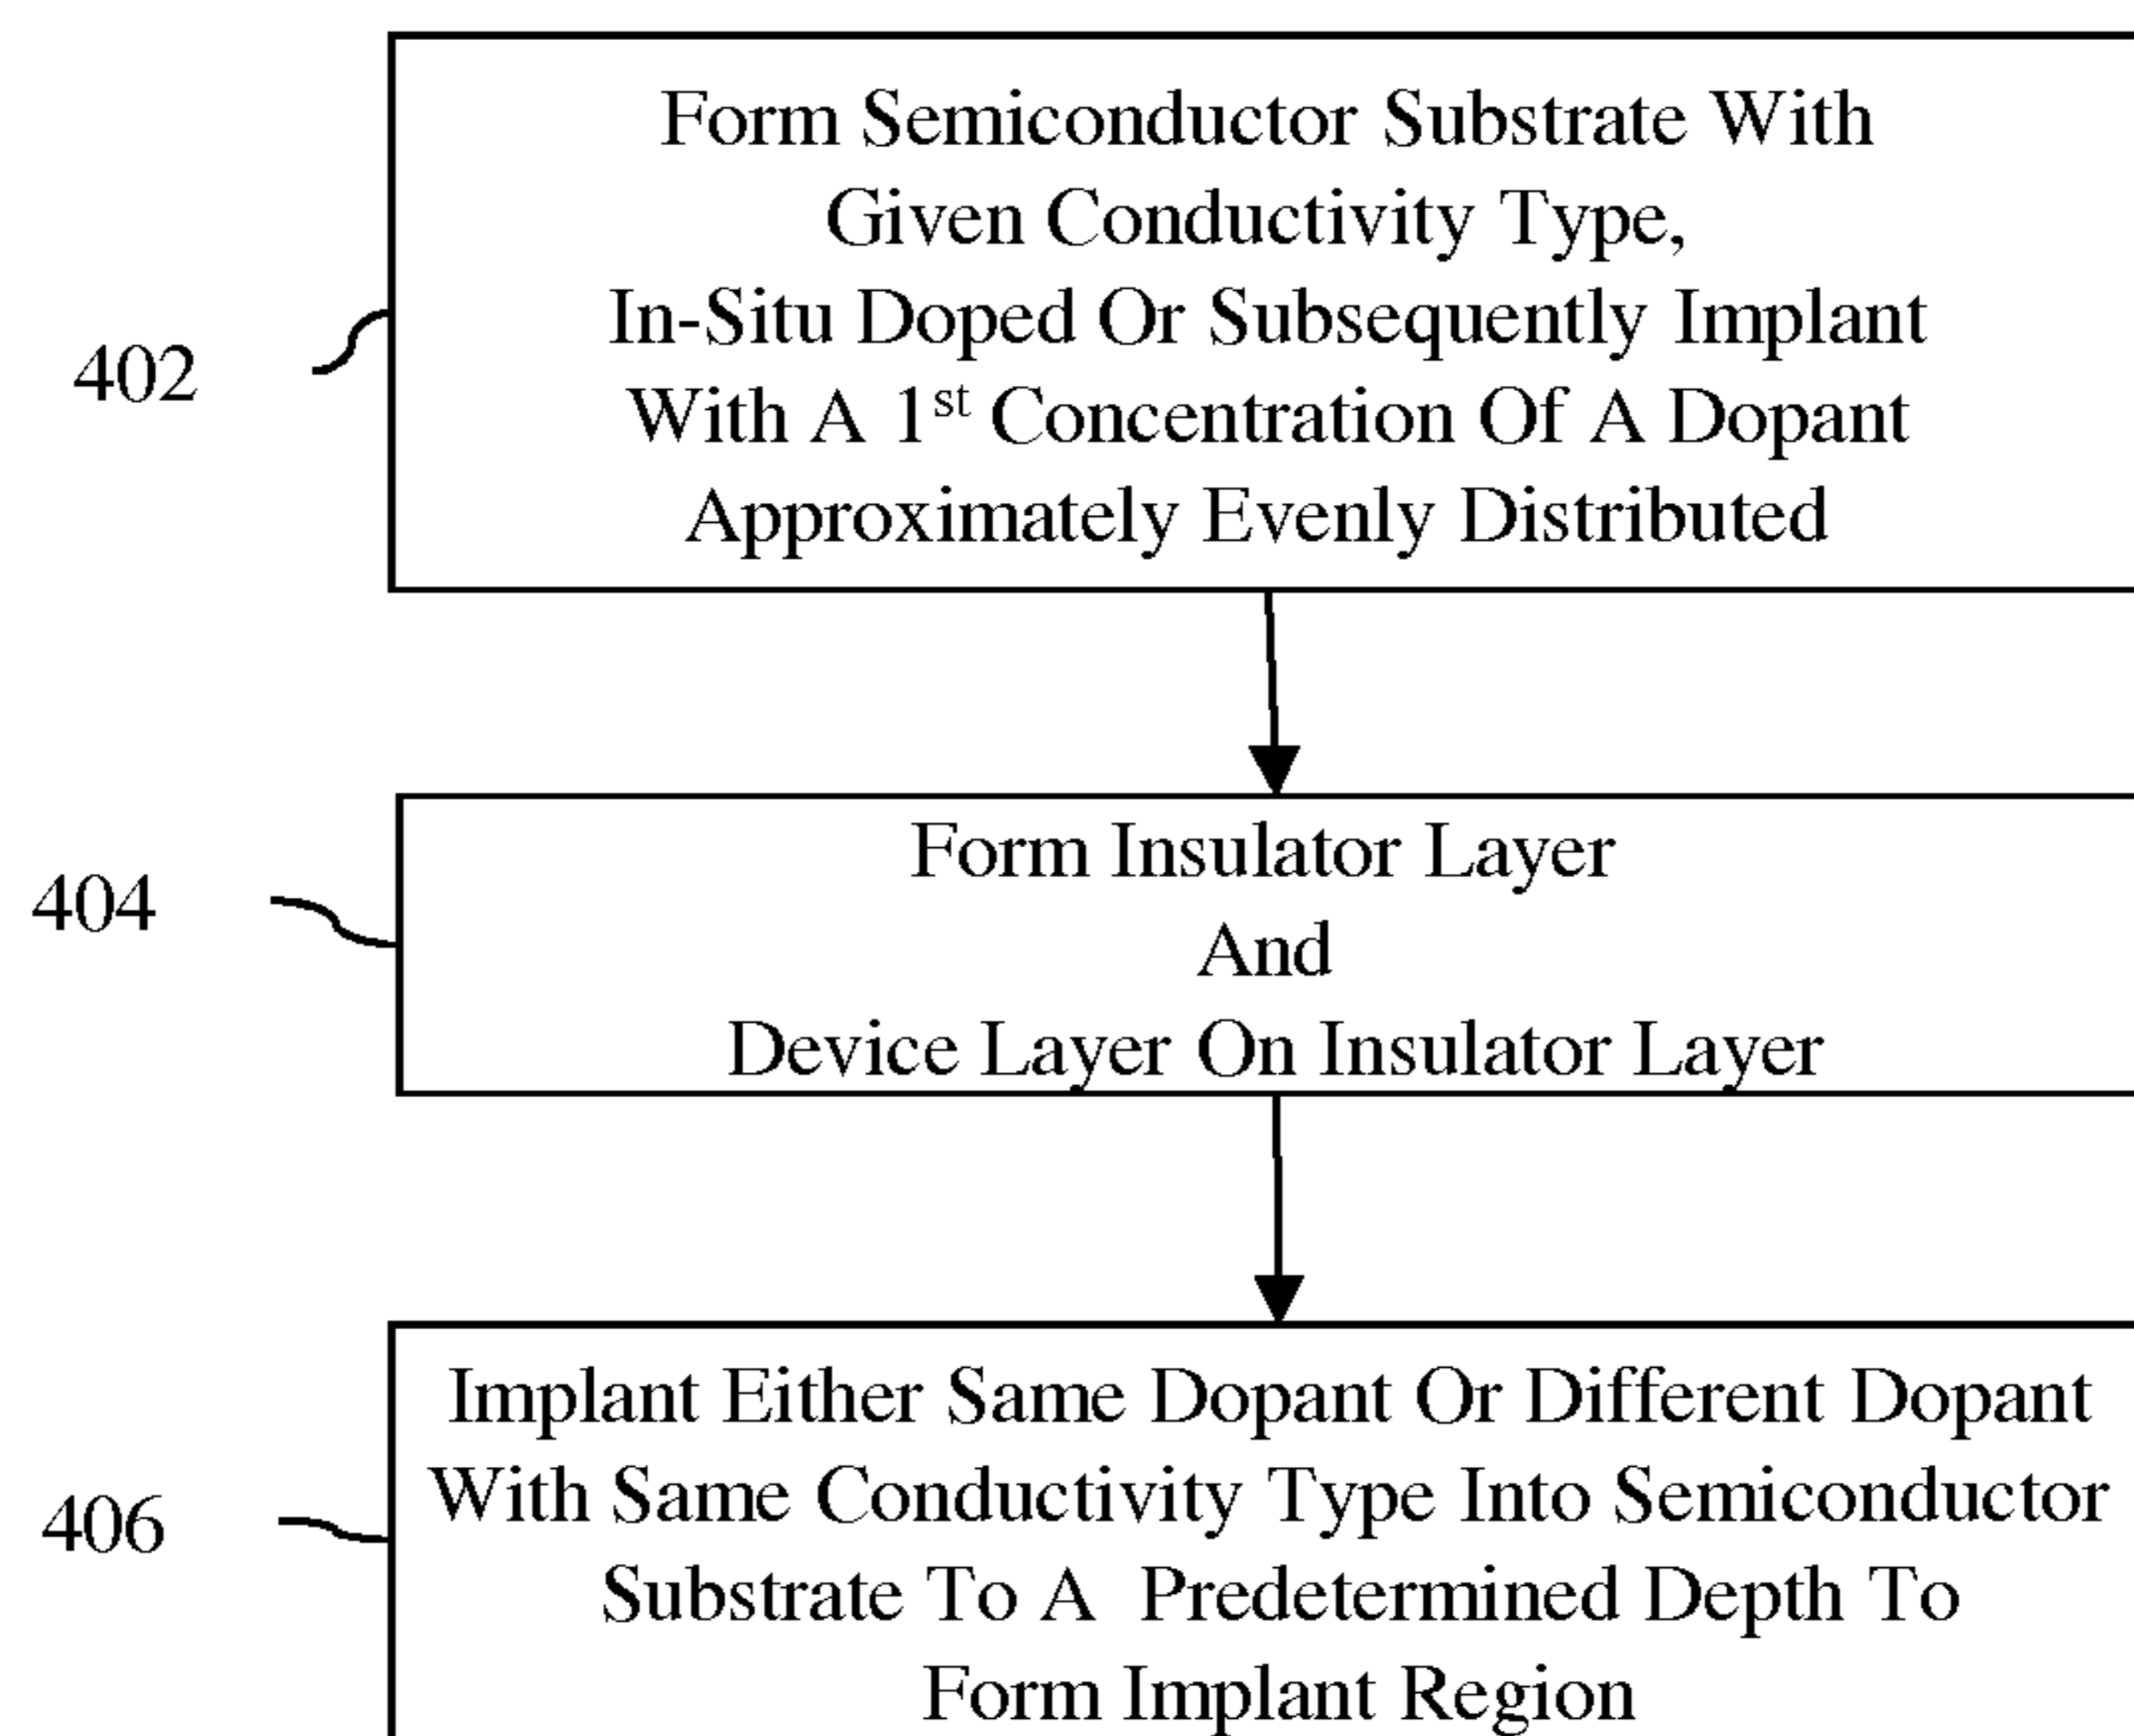 Form Semiconductor Substrate With
Given Conductivity Type,
In-Situ Doped Or Subsequently Implant
With A 1st Concentration Of A Dopant
Approximately Evenly Distributed
402
Form Insulator Layer
And
Device Layer On Insulator Layer
404
Implant Either Same Dopant Or Different Dopant
With Same Conductivity Type Into Semiconductor
Substrate To A Predetermined Depth To
Form Implant Region
406